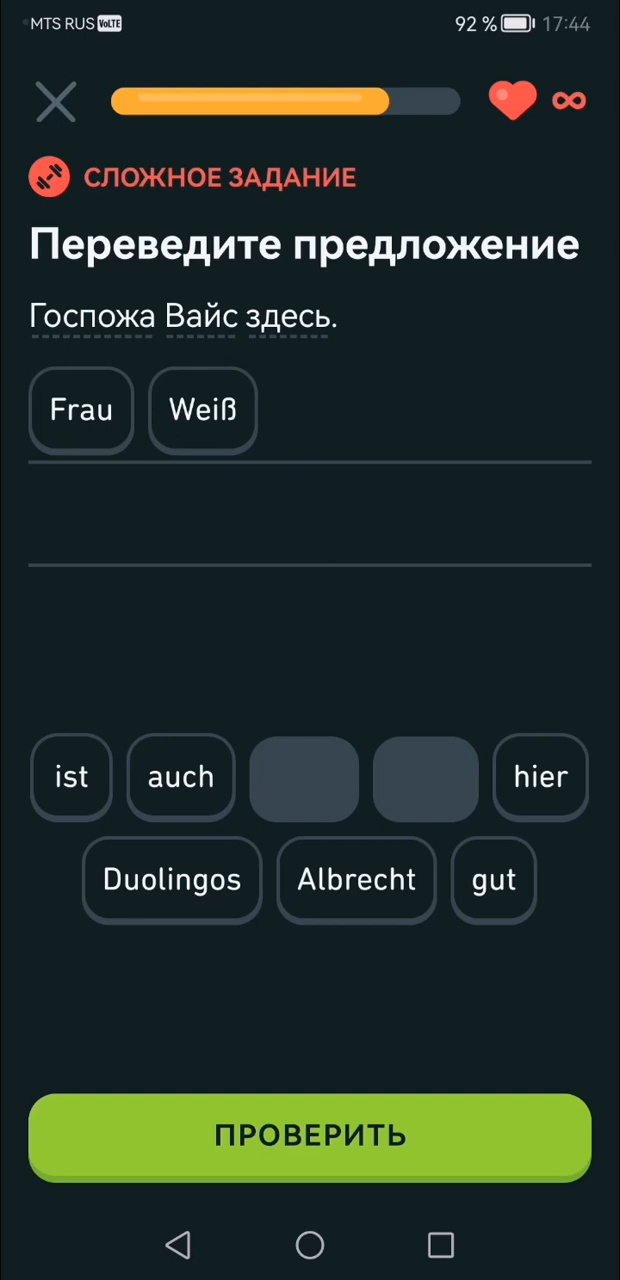 MTS RUS VoLTE 92 % 17:44
СЛОЖНОЕ ЗАДАНИЕ
Переведите предложение
Госпожа Вайс здесь.
Frau Weiß
ist auch hier
Duolingos Albrecht gut
ПРОВЕРИТЬ